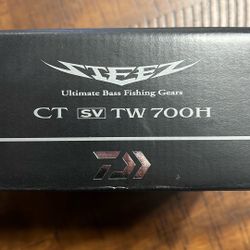 STEEZ
Ultimate Bass Fishing Gears
CT SV TW 700H